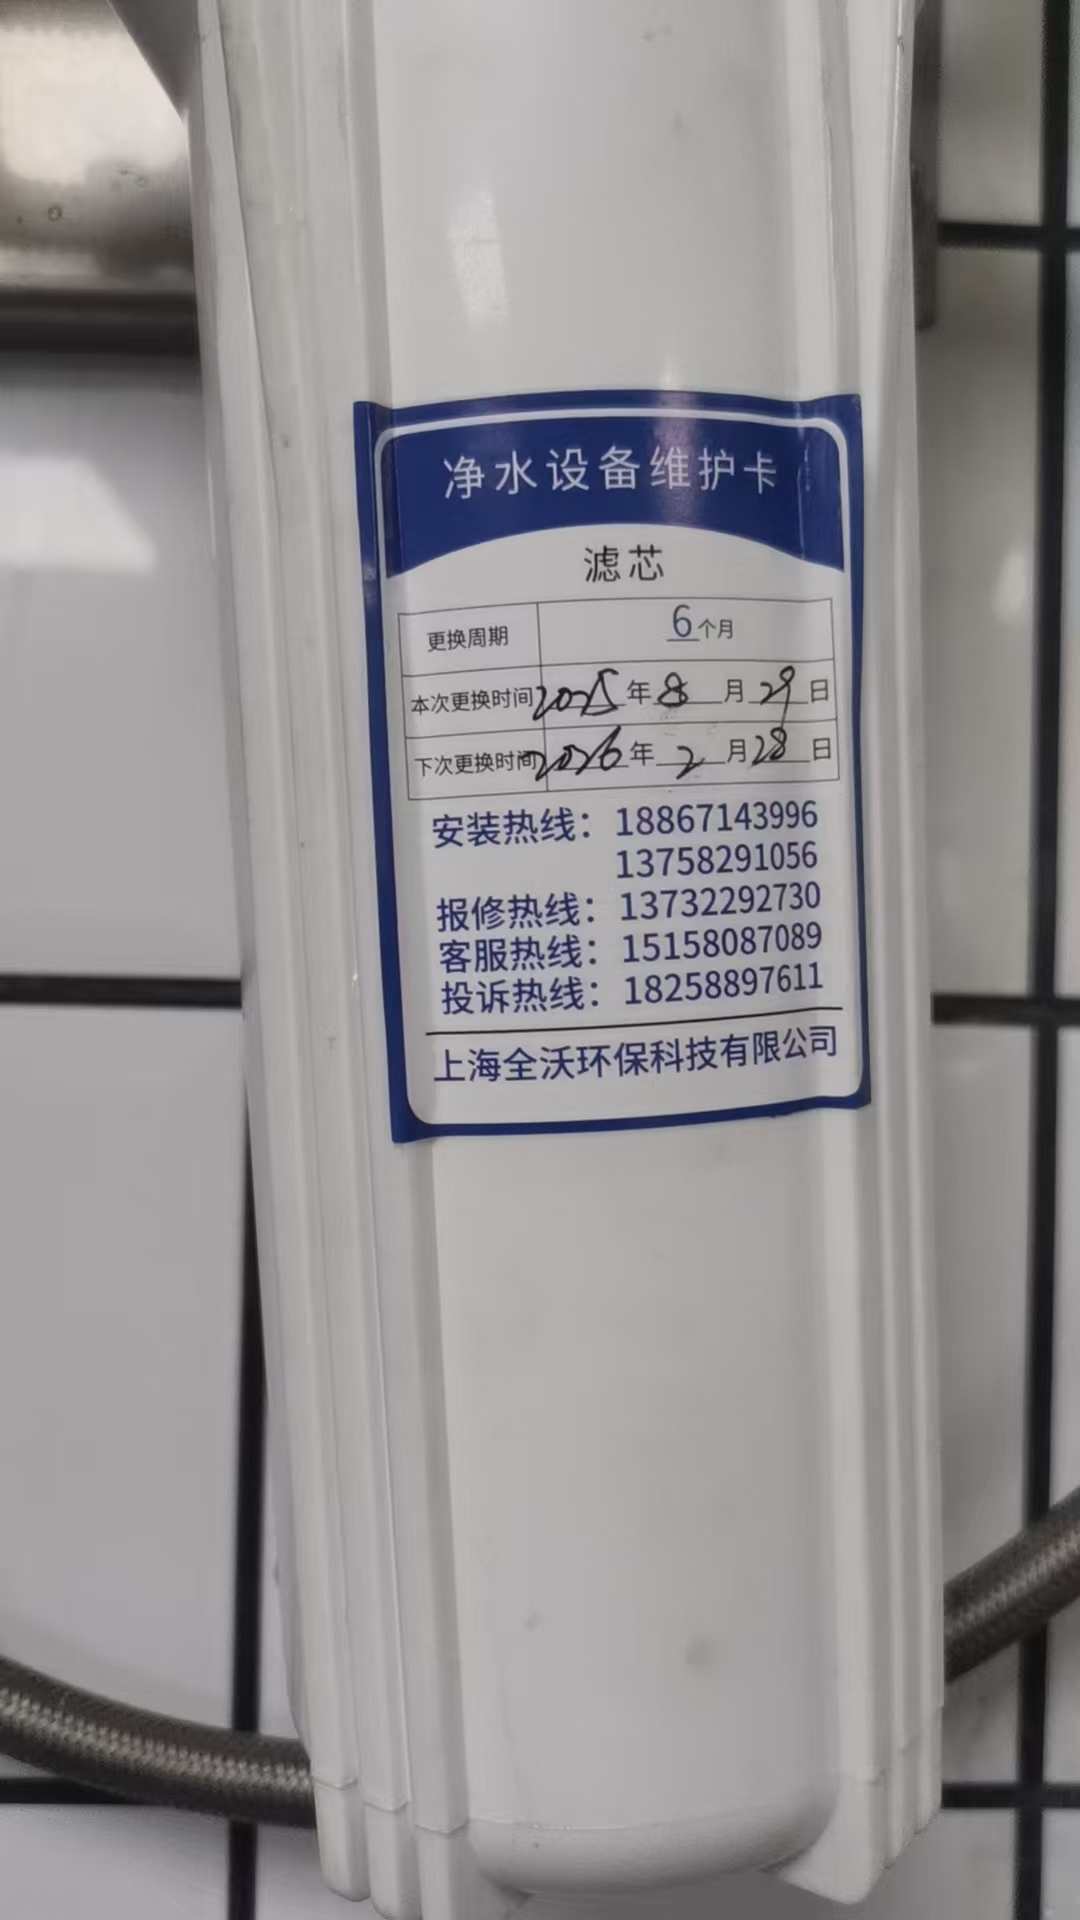 净水设备维护卡
滤芯
更换周期 6个月
本次更换时间 2025年8月29日
下次更换时间 2026年2月28日
安装热线：18867143996
13758291056
报修热线：13732292730
客服热线：15158087089
投诉热线：18258897611
上海全沃环保科技有限公司